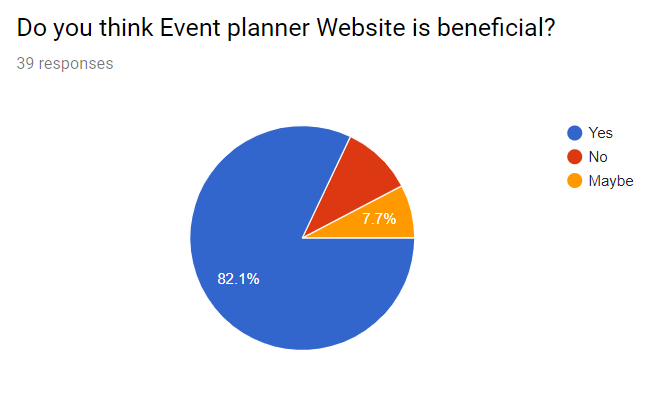 Do you think Event planner Website is beneficial?
39 responses
Yes
No
Maybe
7.7%
82.1%